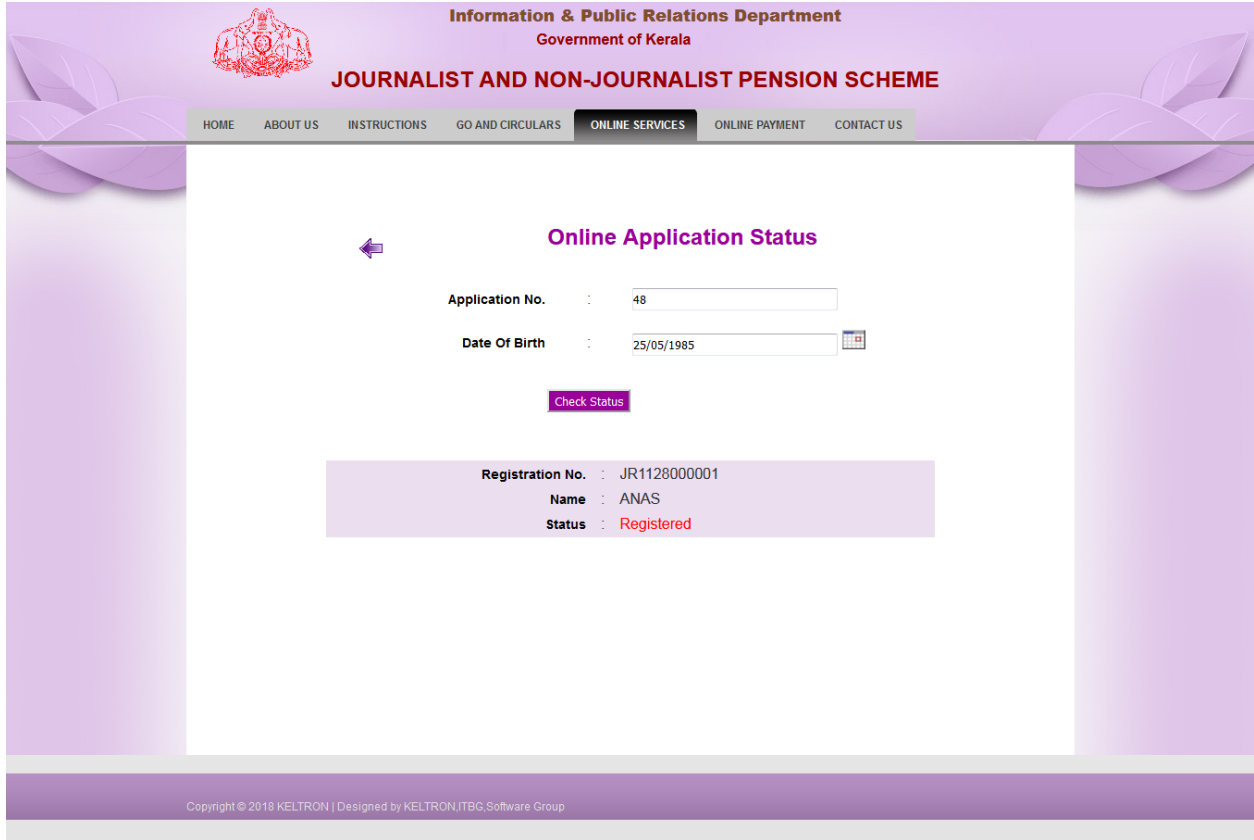 Information & Public Relations Department
Government of Kerala
JOURNALIST AND NON-JOURNALIST PENSION SCHEME
HOME ABOUT US INSTRUCTIONS GO AND CIRCULARS ONLINE SERVICES ONLINE PAYMENT CONTACT US
Online Application Status
Application No. : 48
Date Of Birth : 25/05/1985
Check Status
Registration No. : JR1128000001
Name : ANAS
Status : Registered
Copyright © 2018 KELTRON | Designed by KELTRON,ITBG,Software Group